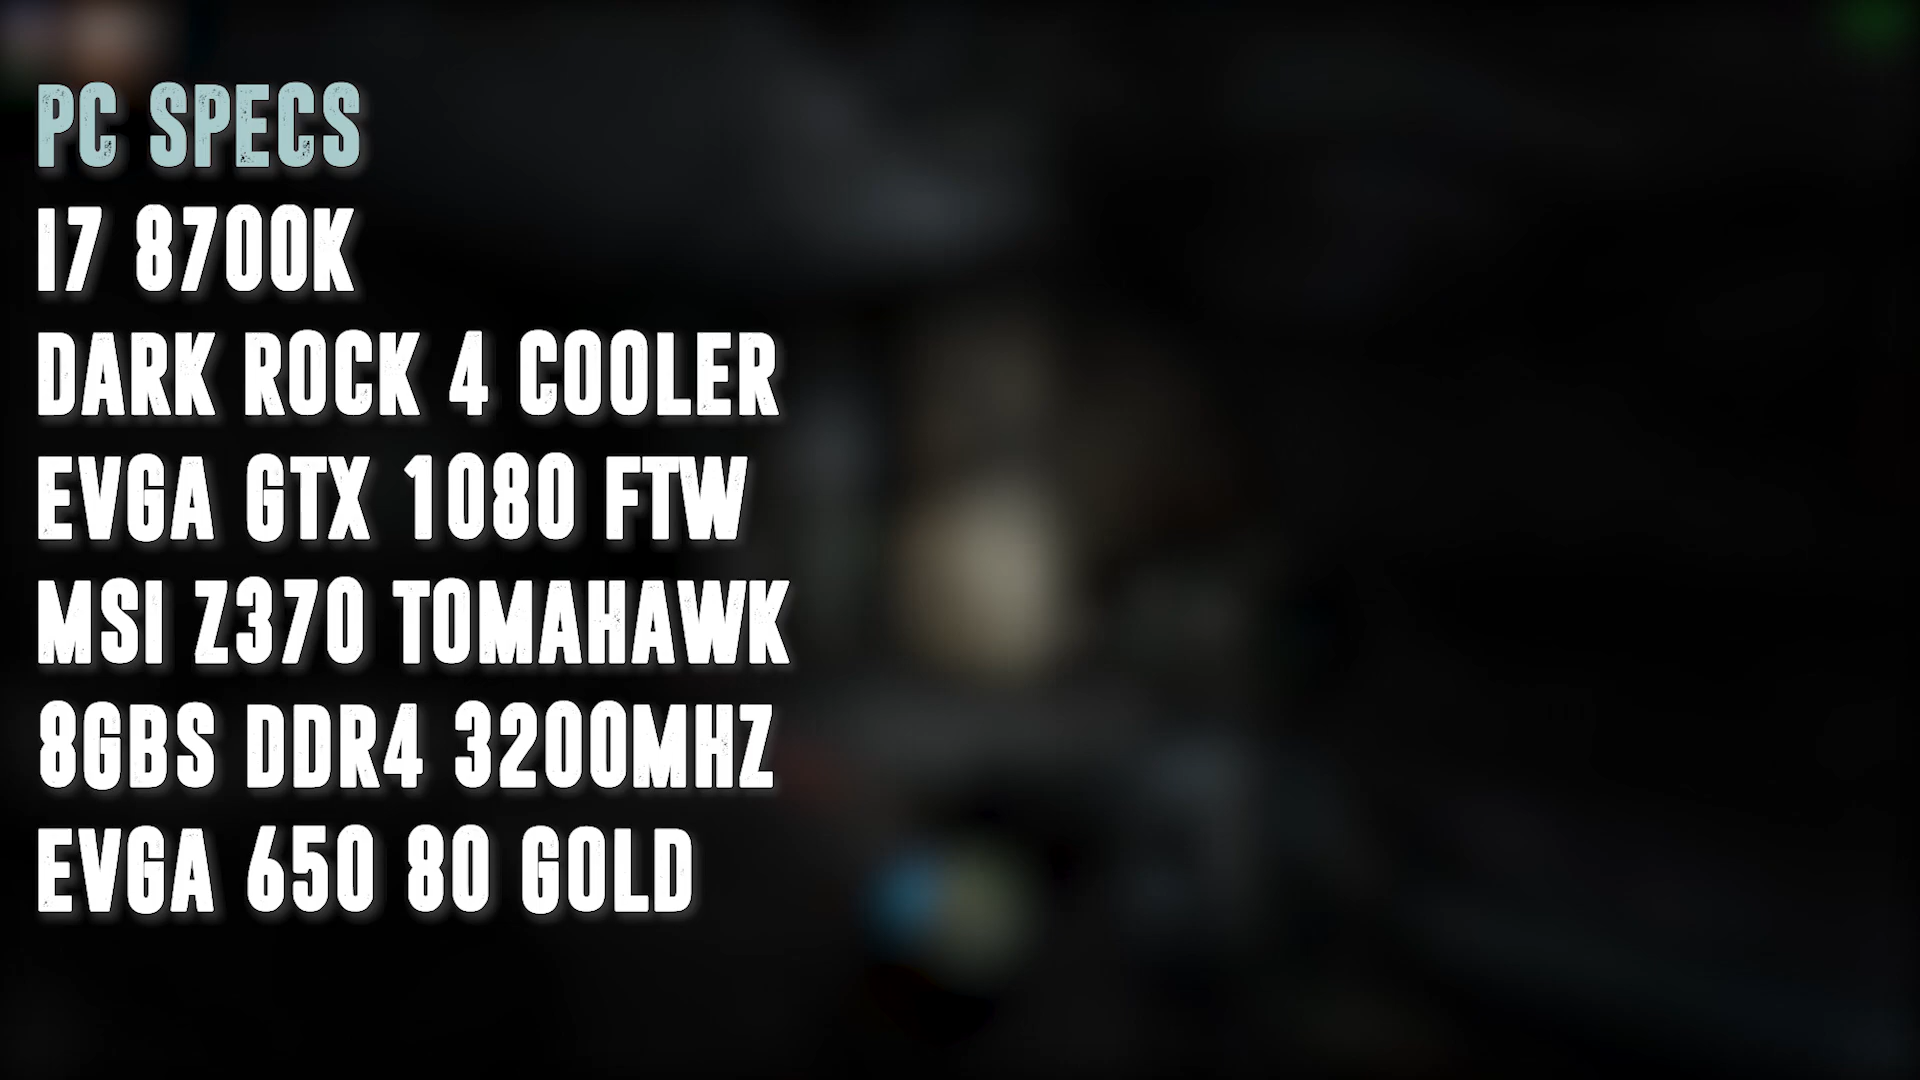 PC SPECS
I7 8700K
DARK ROCK 4 COOLER
EVGA GTX 1080 FTW
MSI Z370 TOMAHAWK
8GBS DDR4 3200MHZ
EVGA 650 80 GOLD